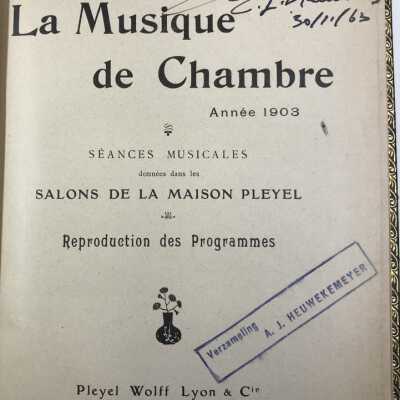 30/11/63
La Musique
de Chambre
Année 1903
SÉANCES MUSICALES
données dans les
SALONS DE LA MAISON PLEYEL
Reproduction des Programmes
Verzameling
A. J. HEUWEKEMEYER
Pleyel Wolff Lyon & Cie